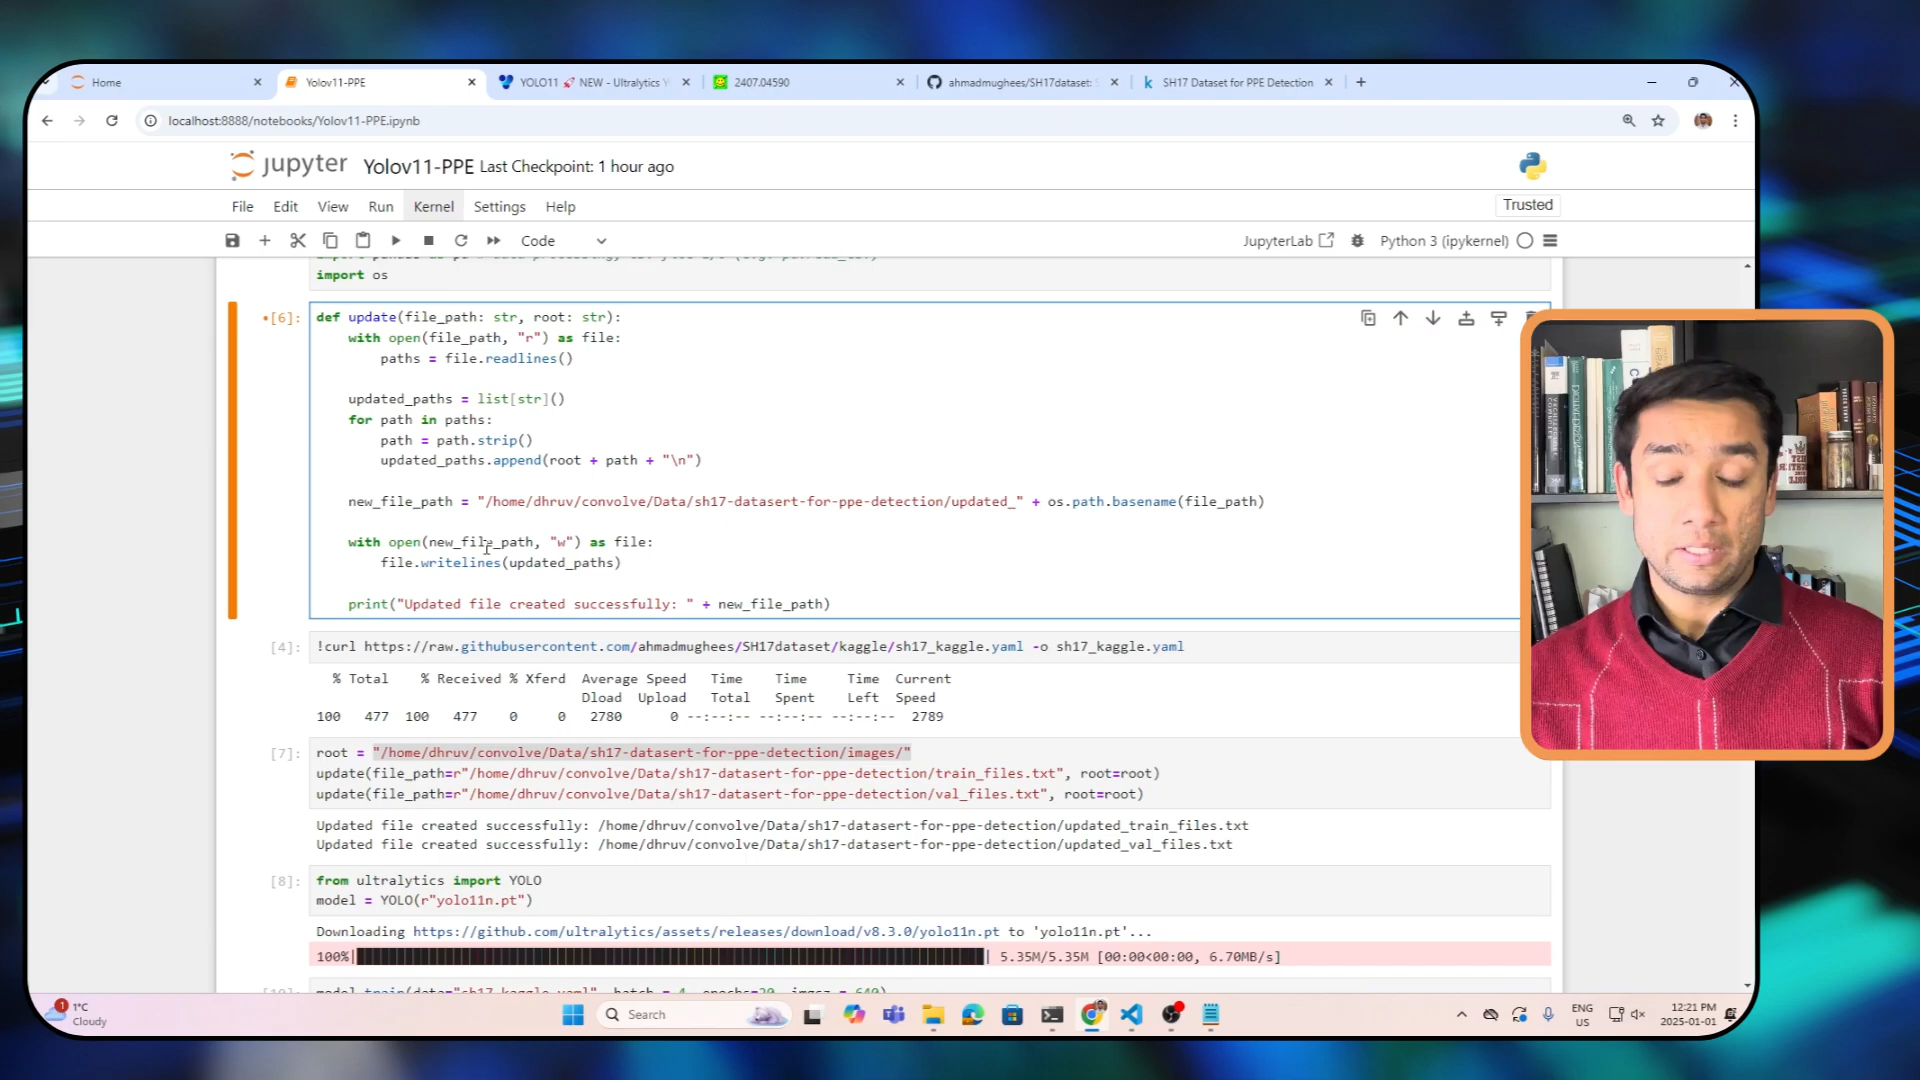 Home
Yolov11-PPE
YOLO11 🚀 NEW - Ultralytics Y
2407.04590
ahmadmughees/SH17dataset: S
SH17 Dataset for PPE Detection
localhost:8888/notebooks/Yolov11-PPE.ipynb
jupyter Yolov11-PPE Last Checkpoint: 1 hour ago
File Edit View Run Kernel Settings Help
Trusted
Code
JupyterLab
Python 3 (ipykernel)
import os
[6]:
def update(file_path: str, root: str):
with open(file_path, "r") as file:
paths = file.readlines()
updated_paths = list[str]()
for path in paths:
path = path.strip()
updated_paths.append(root + path + "\n")
new_file_path = "/home/dhruv/convolve/Data/sh17-datasert-for-ppe-detection/updated_" + os.path.basename(file_path)
with open(new_file_path, "w") as file:
file.writelines(updated_paths)
print("Updated file created successfully: " + new_file_path)
[4]:
!curl https://raw.githubusercontent.com/ahmadmughees/SH17dataset/kaggle/sh17_kaggle.yaml -o sh17_kaggle.yaml
% Total % Received % Xferd Average Speed Time Time Time Current
Dload Upload Total Spent Left Speed
100 477 100 477 0 0 2780 0 --:--:-- --:--:-- --:--:-- 2789
[7]:
root = "/home/dhruv/convolve/Data/sh17-datasert-for-ppe-detection/images/"
update(file_path=r"/home/dhruv/convolve/Data/sh17-datasert-for-ppe-detection/train_files.txt", root=root)
update(file_path=r"/home/dhruv/convolve/Data/sh17-datasert-for-ppe-detection/val_files.txt", root=root)
Updated file created successfully: /home/dhruv/convolve/Data/sh17-datasert-for-ppe-detection/updated_train_files.txt
Updated file created successfully: /home/dhruv/convolve/Data/sh17-datasert-for-ppe-detection/updated_val_files.txt
[8]:
from ultralytics import YOLO
model = YOLO(r"yolo11n.pt")
Downloading https://github.com/ultralytics/assets/releases/download/v8.3.0/yolo11n.pt to 'yolo11n.pt'...
100%| | 5.35M/5.35M [00:00<00:00, 6.70MB/s]
1
1°C
Cloudy
Search
ENG
US
12:21 PM
2025-01-01